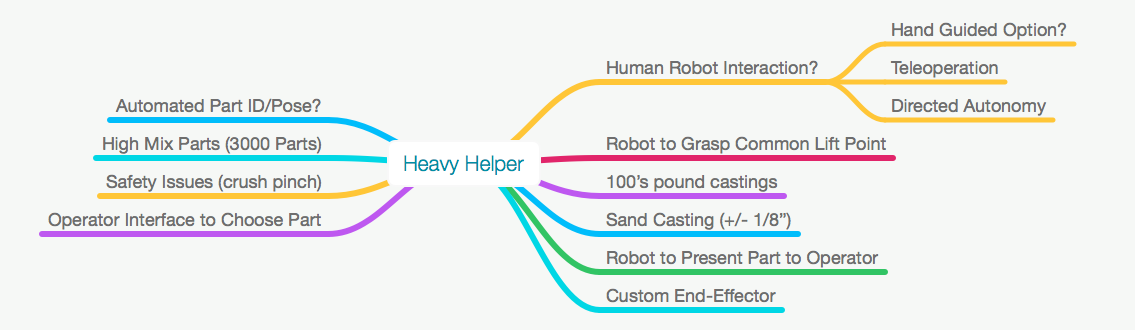 Hand Guided Option?
Human Robot Interaction?
Teleoperation
Automated Part ID/Pose?
Directed Autonomy
High Mix Parts (3000 Parts)
Robot to Grasp Common Lift Point
Heavy Helper
Safety Issues (crush pinch)
100’s pound castings
Operator Interface to Choose Part
Sand Casting (+/- 1/8”)
Robot to Present Part to Operator
Custom End-Effector